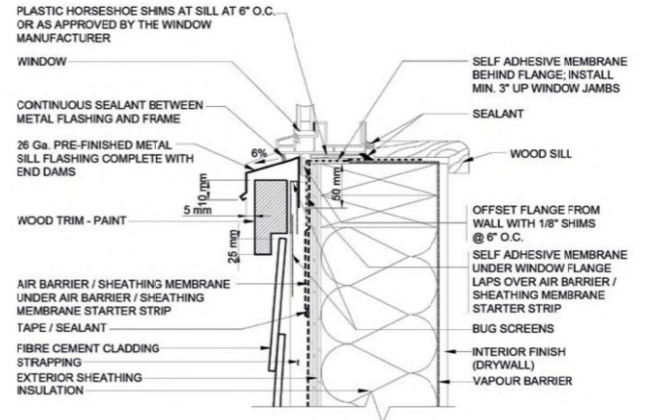 PLASTIC HORSESHOE SHIMS AT SILL AT 6" O.C.
OR AS APPROVED BY THE WINDOW
MANUFACTURER
WINDOW
CONTINUOUS SEALANT BETWEEN
METAL FLASHING AND FRAME
26 Ga. PRE-FINISHED METAL
SILL FLASHING COMPLETE WITH
END DAMS
6%
10 mm
5 mm
50 mm
WOOD TRIM - PAINT
25 mm
AIR BARRIER / SHEATHING MEMBRANE
UNDER AIR BARRIER / SHEATHING
MEMBRANE STARTER STRIP
TAPE / SEALANT
FIBRE CEMENT CLADDING
STRAPPING
EXTERIOR SHEATHING
INSULATION
SELF ADHESIVE MEMBRANE
BEHIND FLANGE; INSTALL
MIN. 3" UP WINDOW JAMBS
SEALANT
WOOD SILL
OFFSET FLANGE FROM
WALL WITH 1/8" SHIMS
@ 6" O.C.
SELF ADHESIVE MEMBRANE
UNDER WINDOW FLANGE
LAPS OVER AIR BARRIER /
SHEATHING MEMBRANE
STARTER STRIP
BUG SCREENS
INTERIOR FINISH
(DRYWALL)
VAPOUR BARRIER